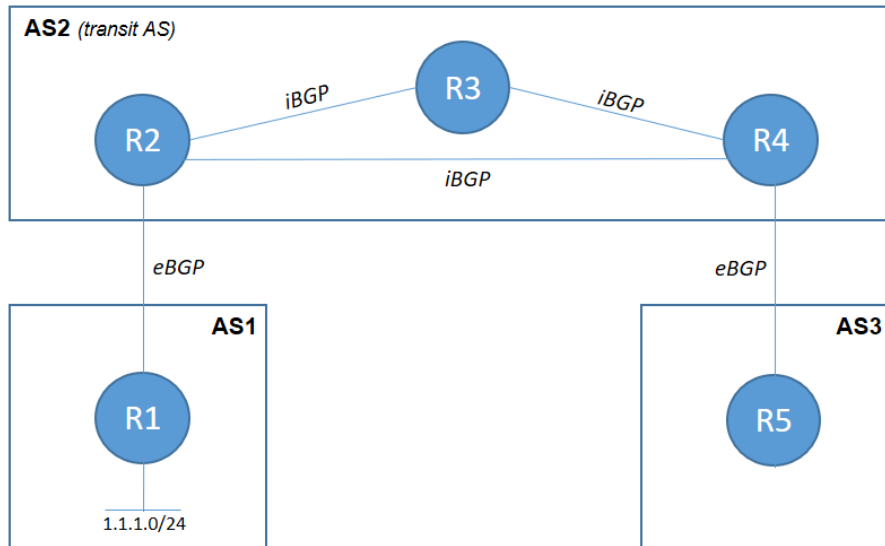 AS2 (transit AS)
R3
iBGP
iBGP
R2
R4
iBGP
eBGP
eBGP
AS1
AS3
R1
R5
1.1.1.0/24